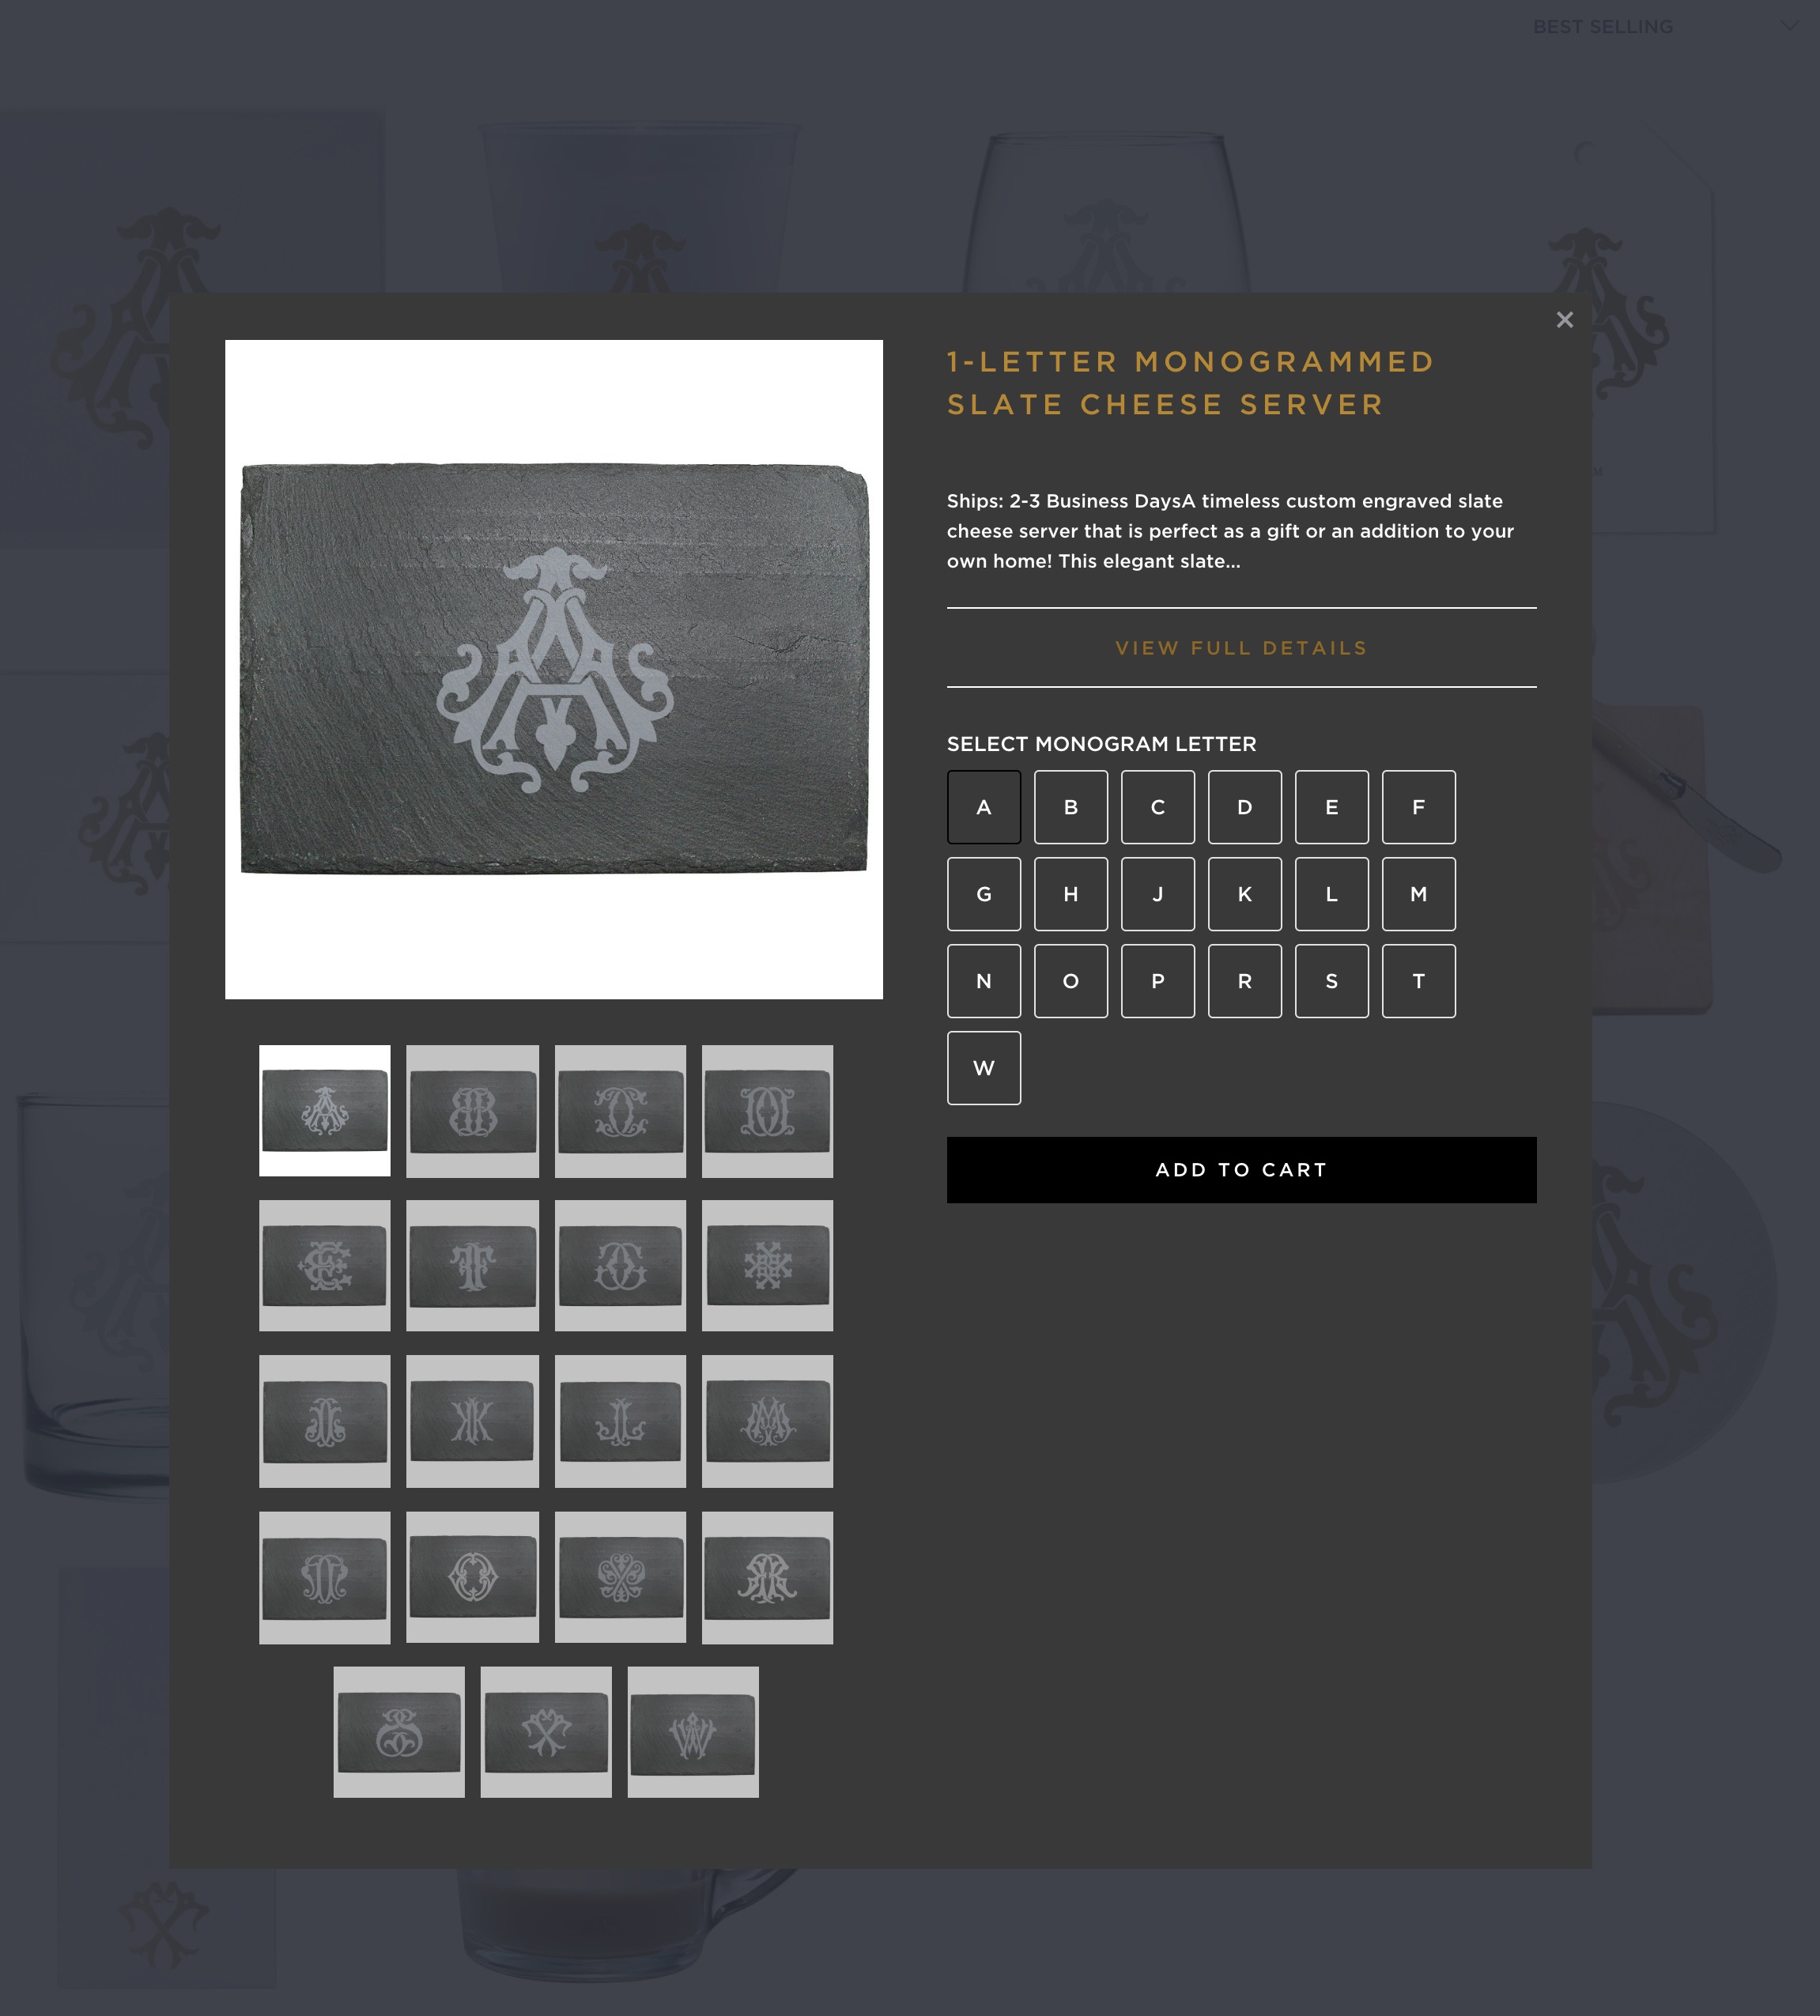 BEST SELLING
×
1-LETTER MONOGRAMMED
SLATE CHEESE SERVER
Ships: 2-3 Business DaysA timeless custom engraved slate
cheese server that is perfect as a gift or an addition to your
own home! This elegant slate...
VIEW FULL DETAILS
SELECT MONOGRAM LETTER
A B C D E F
G H J K L M
N O P R S T
W
ADD TO CART